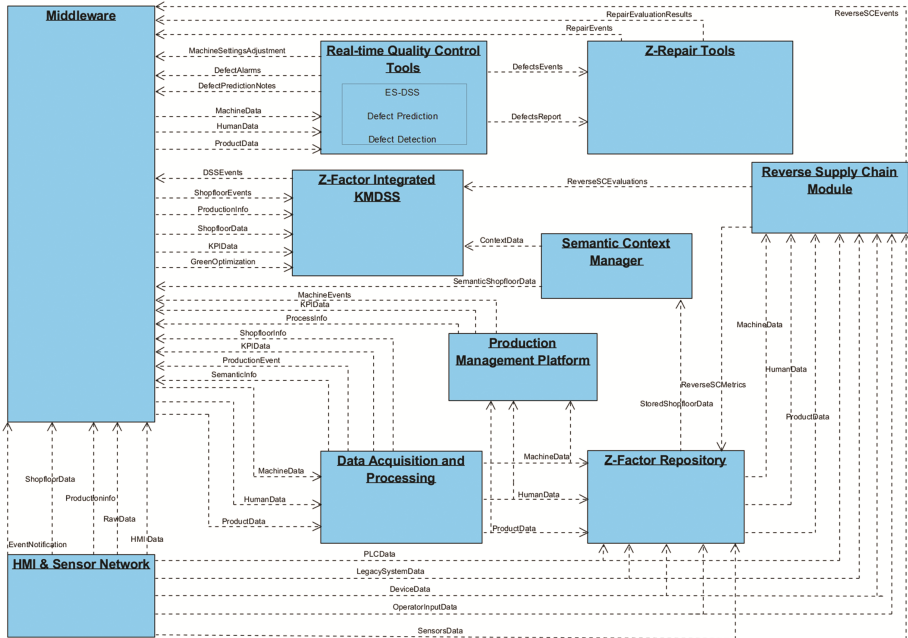 ReverseSCEvents
Middleware
RepairEvaluationResults
RepairEvents
MachineSettingsAdjustment
Real-time Quality Control
Tools
Z-Repair Tools
DefectAlarms
DefectsEvents
DefectPredictionNotes
ES-DSS
MachineData
Defect Prediction
DefectsReport
HumanData
Defect Detection
ProductData
DSSEvents
Z-Factor Integrated
KMDSS
Reverse Supply Chain
Module
ReverseSCEvaluations
ShopfloorEvents
ProductionInfo
ShopfloorData
ContextData
Semantic Context
Manager
KPIData
GreenOptimization
SemanticShopfloorData
MachineEvents
KPIData
ProcessInfo
MachineData
ShopfloorInfo
Production
Management Platform
KPIData
ProductionEvent
HumanData
SemanticInfo
ReverseSCMetrics
StoredShopfloorData
ProductData
Data Acquisition and
Processing
MachineData
Z-Factor Repository
MachineData
ShopfloorData
HumanData
HumanData
Productioninfo
RawData
ProductData
ProductData
EventNotification
HMIData
PLCData
HMI & Sensor Network
LegacySystemData
DeviceData
OperatorInputData
SensorsData